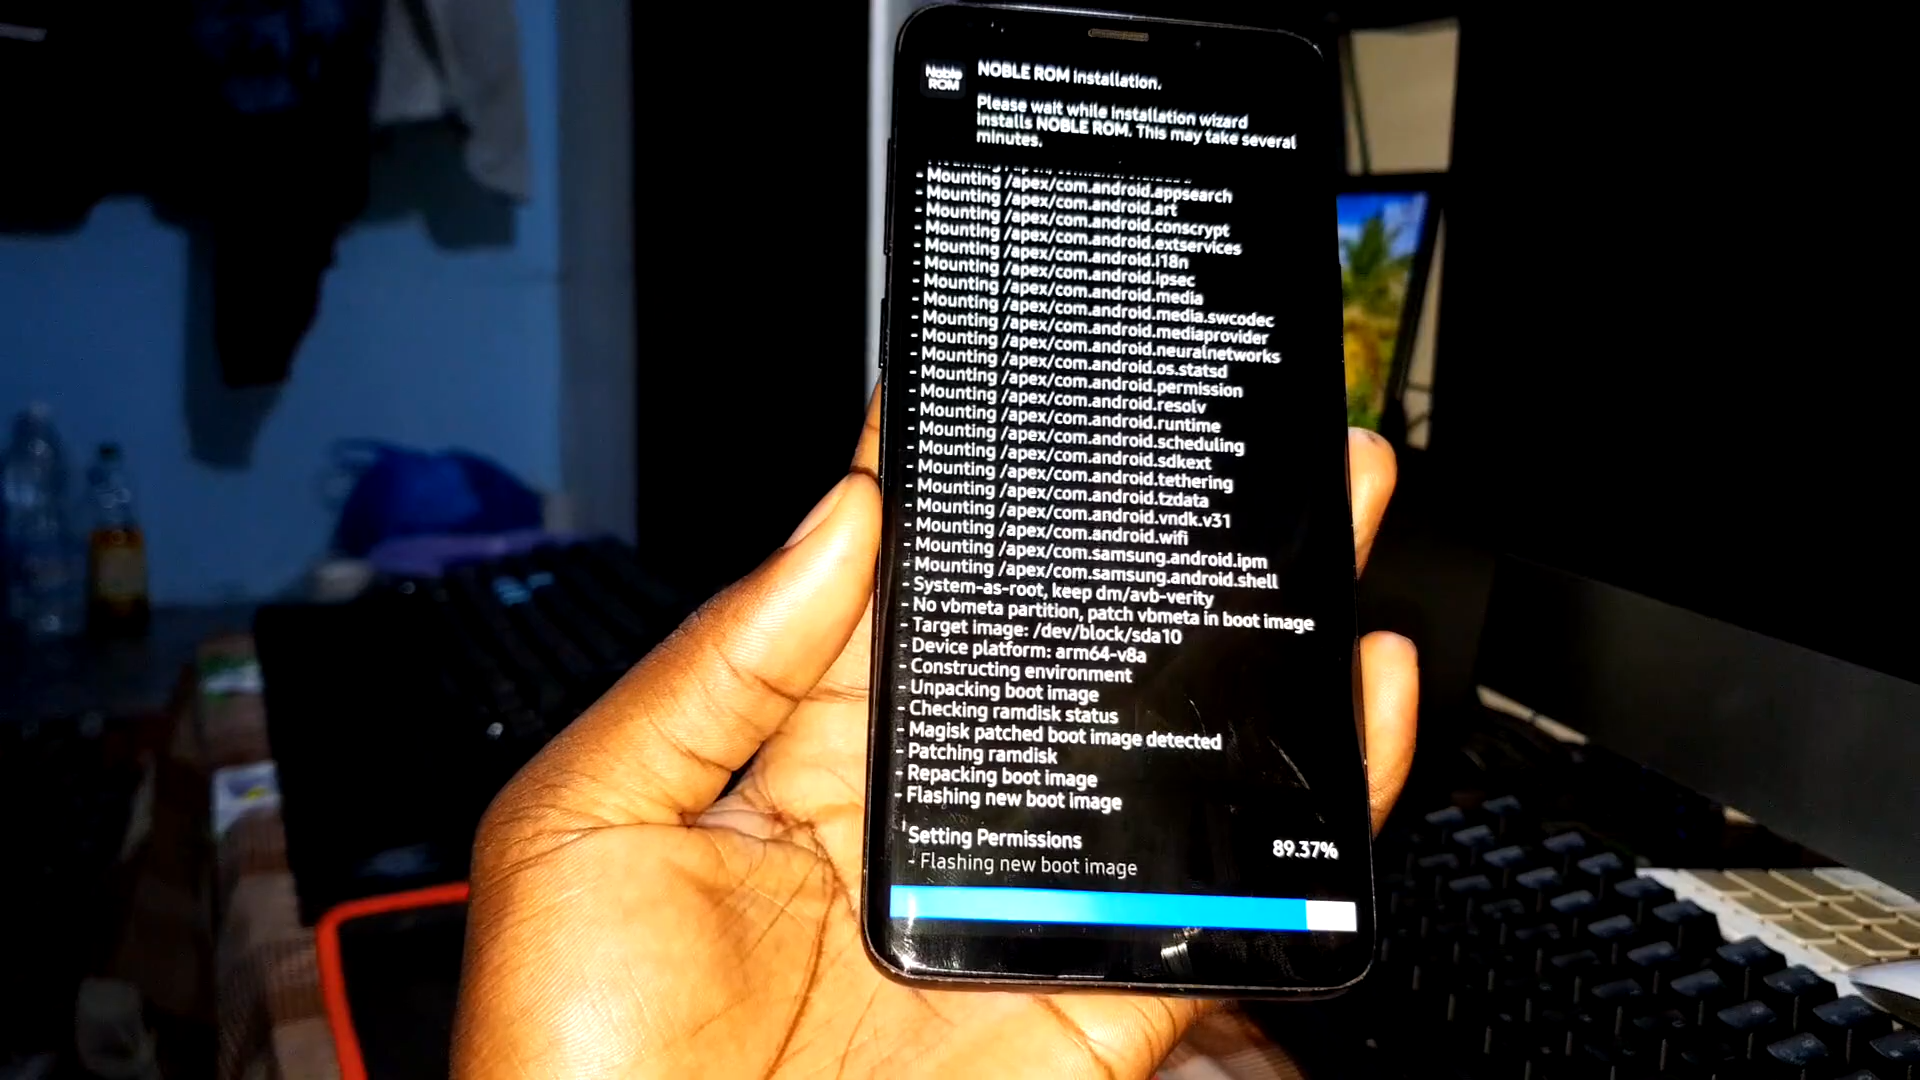 Noble
ROM
NOBLE ROM installation.
Please wait while installation wizard
installs NOBLE ROM. This may take several
minutes.
- Mounting /apex/com.android.appsearch
- Mounting /apex/com.android.art
- Mounting /apex/com.android.conscrypt
- Mounting /apex/com.android.extservices
- Mounting /apex/com.android.i18n
- Mounting /apex/com.android.ipsec
- Mounting /apex/com.android.media
- Mounting /apex/com.android.media.swcodec
- Mounting /apex/com.android.mediaprovider
- Mounting /apex/com.android.neuralnetworks
- Mounting /apex/com.android.os.statsd
- Mounting /apex/com.android.permission
- Mounting /apex/com.android.resolv
- Mounting /apex/com.android.runtime
- Mounting /apex/com.android.scheduling
- Mounting /apex/com.android.sdkext
- Mounting /apex/com.android.tethering
- Mounting /apex/com.android.tzdata
- Mounting /apex/com.android.vndk.v31
- Mounting /apex/com.android.wifi
- Mounting /apex/com.samsung.android.ipm
- Mounting /apex/com.samsung.android.shell
- System-as-root, keep dm/avb-verity
- No vbmeta partition, patch vbmeta in boot image
- Target image: /dev/block/sda10
- Device platform: arm64-v8a
- Constructing environment
- Unpacking boot image
- Checking ramdisk status
- Magisk patched boot image detected
- Patching ramdisk
- Repacking boot image
- Flashing new boot image
Setting Permissions 89.37%
- Flashing new boot image